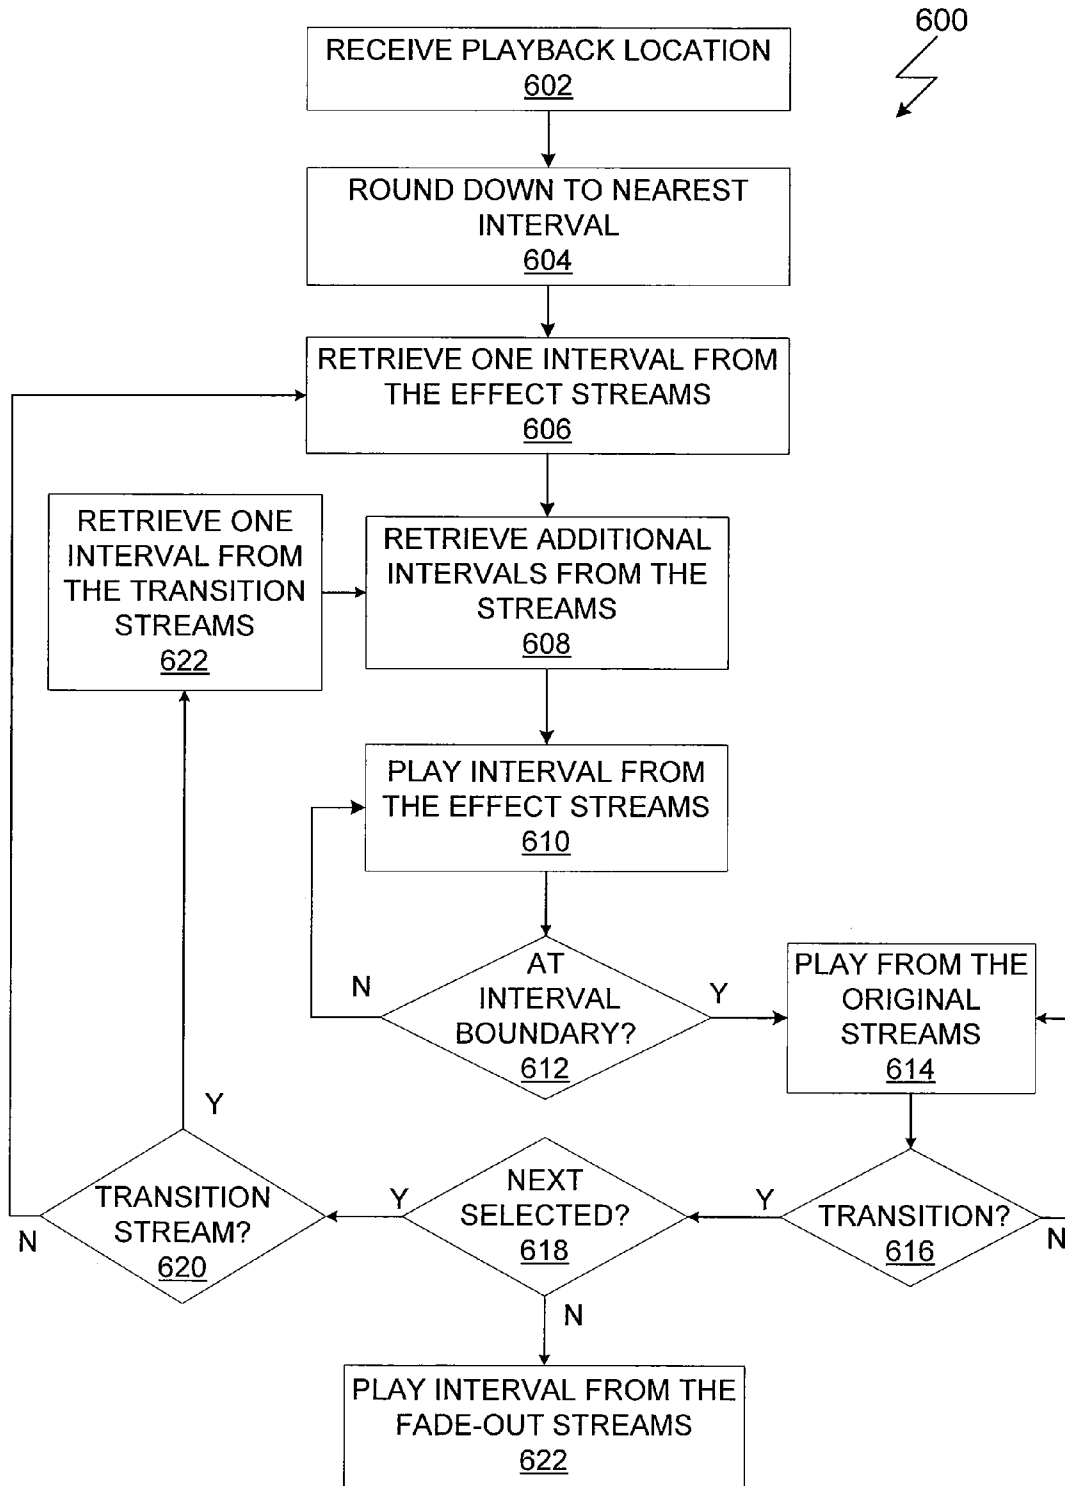 600
RECEIVE PLAYBACK LOCATION
602
ROUND DOWN TO NEAREST
INTERVAL
604
RETRIEVE ONE INTERVAL FROM
THE EFFECT STREAMS
606
RETRIEVE ONE
INTERVAL FROM
THE TRANSITION
STREAMS
622
RETRIEVE ADDITIONAL
INTERVALS FROM THE
STREAMS
608
PLAY INTERVAL FROM
THE EFFECT STREAMS
610
AT
INTERVAL
BOUNDARY?
612
N
Y
PLAY FROM THE
ORIGINAL
STREAMS
614
TRANSITION?
616
Y
N
NEXT
SELECTED?
618
Y
N
TRANSITION
STREAM?
620
Y
N
PLAY INTERVAL FROM THE
FADE-OUT STREAMS
622